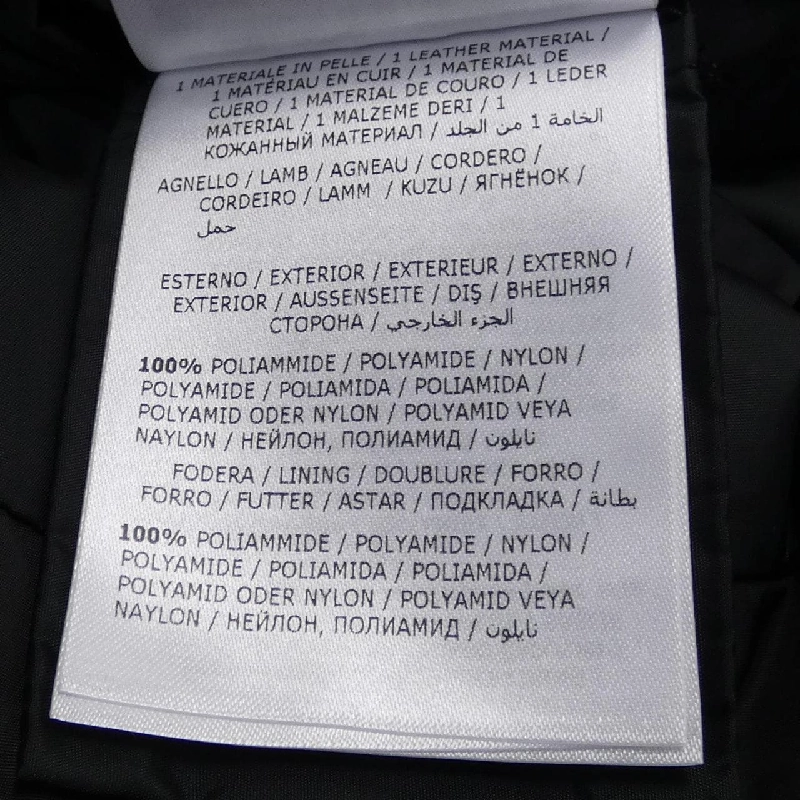 1 MATERIALE IN PELLE / 1 LEATHER MATERIAL /
1 MATÉRIAU EN CUIR / 1 MATERIAL DE
CUERO / 1 MATERIAL DE COURO / 1 LEDER
MATERIAL / 1 MALZEME DERI / 1
КОЖАННЫЙ МАТЕРИАЛ / الخامة 1 من الجلد
AGNELLO / LAMB / AGNEAU / CORDERO /
CORDEIRO / LAMM / KUZU / ЯГНЁНОК /
حمل
ESTERNO / EXTERIOR / EXTERIEUR / EXTERNO /
EXTERIOR / AUSSENSEITE / DIŞ / ВНЕШНЯЯ
СТОРОНА / الجزء الخارجي
100% POLIAMMIDE / POLYAMIDE / NYLON /
POLYAMIDE / POLIAMIDA / POLIAMIDA /
POLYAMID ODER NYLON / POLYAMID VEYA
NAYLON / НЕЙЛОН, ПОЛИАМИД / نايلون
FODERA / LINING / DOUBLURE / FORRO /
FORRO / FUTTER / ASTAR / ПОДКЛАДКА / بطانة
100% POLIAMMIDE / POLYAMIDE / NYLON /
POLYAMIDE / POLIAMIDA / POLIAMIDA /
POLYAMID ODER NYLON / POLYAMID VEYA
NAYLON / НЕЙЛОН, ПОЛИАМИД / نايلون